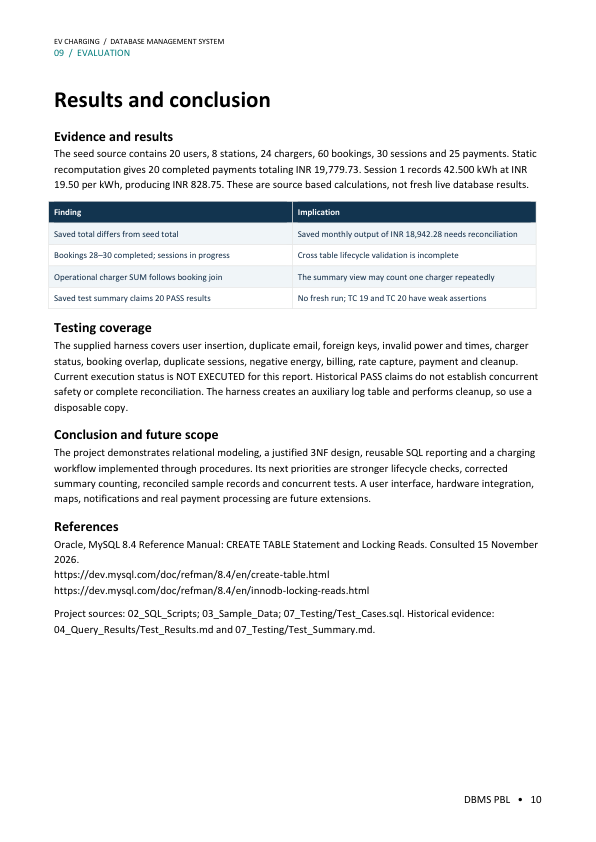 EV CHARGING / DATABASE MANAGEMENT SYSTEM
09 / EVALUATION
Results and conclusion
Evidence and results
The seed source contains 20 users, 8 stations, 24 chargers, 60 bookings, 30 sessions and 25 payments. Static
recomputation gives 20 completed payments totaling INR 19,779.73. Session 1 records 42.500 kWh at INR
19.50 per kWh, producing INR 828.75. These are source based calculations, not fresh live database results.
Finding Implication
Saved total differs from seed total Saved monthly output of INR 18,942.28 needs reconciliation
Bookings 28–30 completed; sessions in progress Cross table lifecycle validation is incomplete
Operational charger SUM follows booking join The summary view may count one charger repeatedly
Saved test summary claims 20 PASS results No fresh run; TC 19 and TC 20 have weak assertions
Testing coverage
The supplied harness covers user insertion, duplicate email, foreign keys, invalid power and times, charger
status, booking overlap, duplicate sessions, negative energy, billing, rate capture, payment and cleanup.
Current execution status is NOT EXECUTED for this report. Historical PASS claims do not establish concurrent
safety or complete reconciliation. The harness creates an auxiliary log table and performs cleanup, so use a
disposable copy.
Conclusion and future scope
The project demonstrates relational modeling, a justified 3NF design, reusable SQL reporting and a charging
workflow implemented through procedures. Its next priorities are stronger lifecycle checks, corrected
summary counting, reconciled sample records and concurrent tests. A user interface, hardware integration,
maps, notifications and real payment processing are future extensions.
References
Oracle, MySQL 8.4 Reference Manual: CREATE TABLE Statement and Locking Reads. Consulted 15 November
2026.
https://dev.mysql.com/doc/refman/8.4/en/create-table.html
https://dev.mysql.com/doc/refman/8.4/en/innodb-locking-reads.html
Project sources: 02_SQL_Scripts; 03_Sample_Data; 07_Testing/Test_Cases.sql. Historical evidence:
04_Query_Results/Test_Results.md and 07_Testing/Test_Summary.md.
DBMS PBL • 10